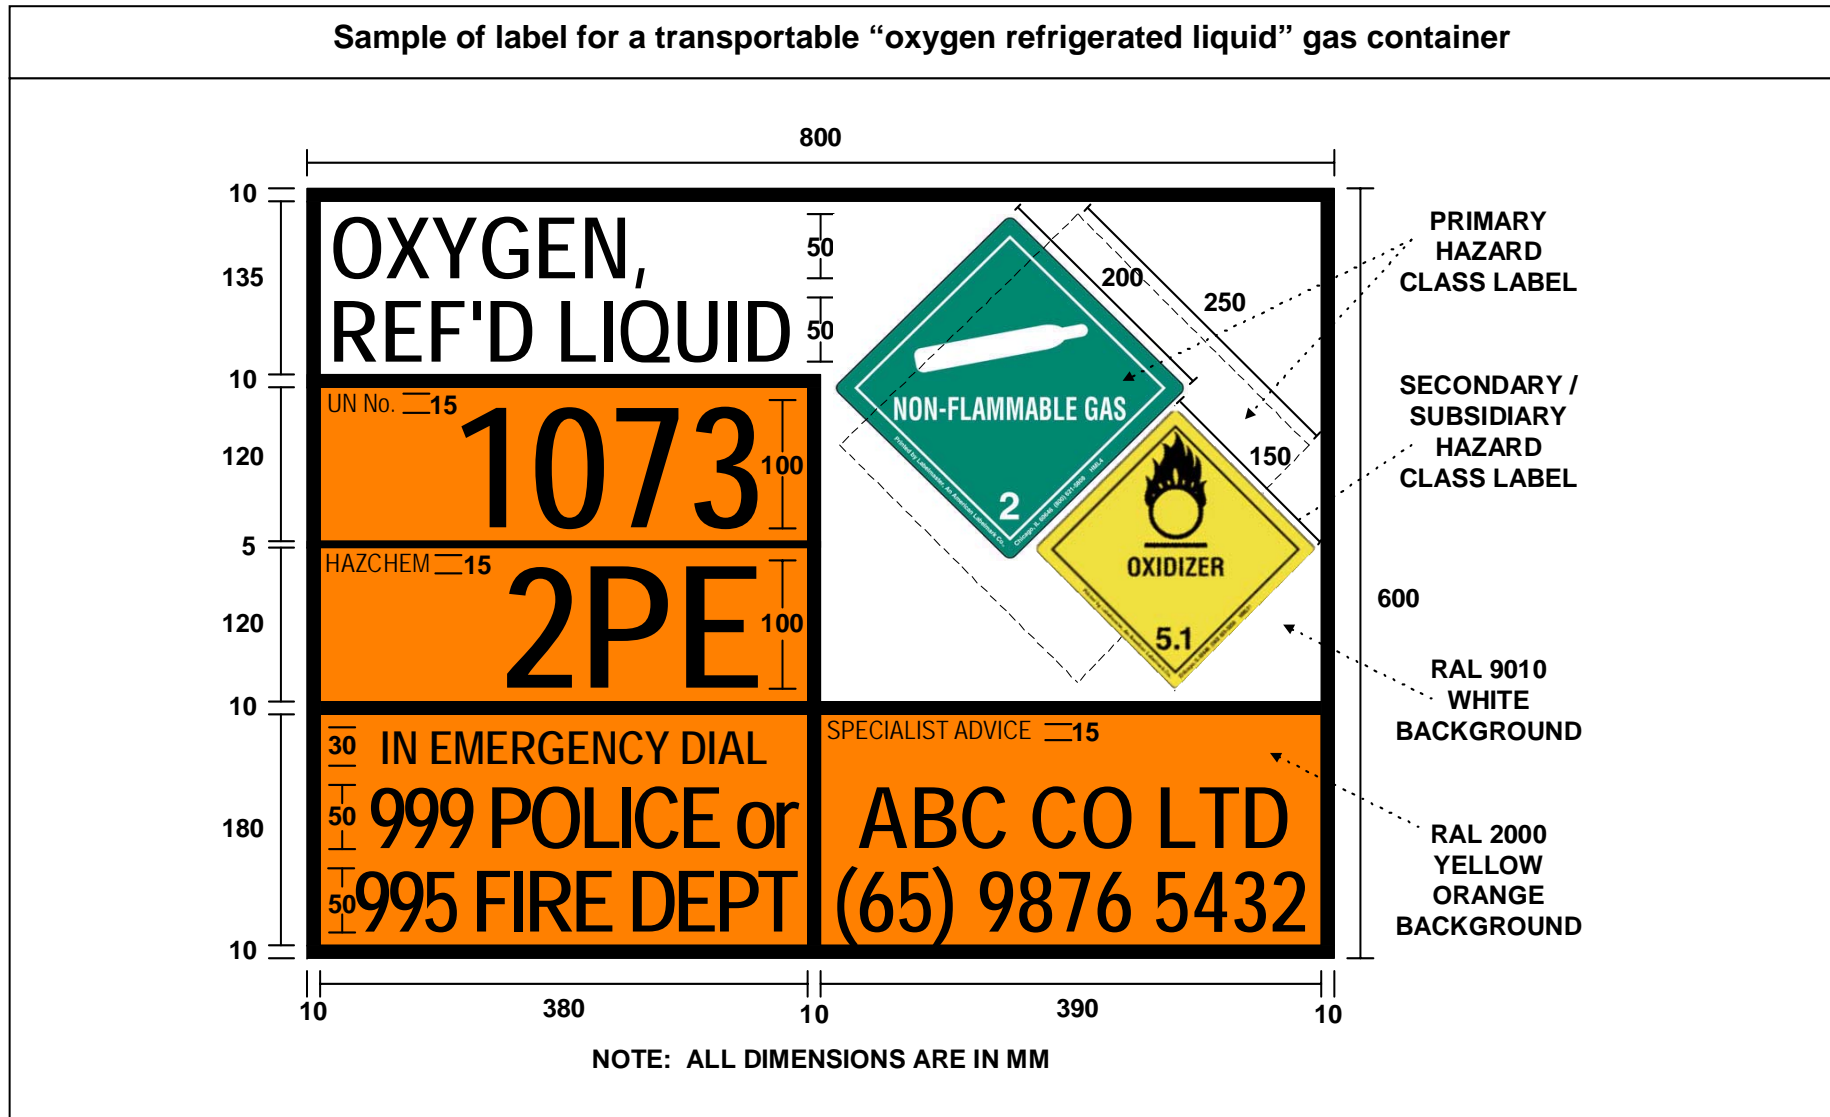 Sample of label for a transportable “oxygen refrigerated liquid” gas container
800
10
135
10
120
5
120
10
180
10
OXYGEN,
REF'D LIQUID
50
50
UN No.
15
1073
100
HAZCHEM
15
2PE
100
30
IN EMERGENCY DIAL
50
999 POLICE or
50
995 FIRE DEPT
SPECIALIST ADVICE
15
ABC CO LTD
(65) 9876 5432
200
250
150
NON-FLAMMABLE GAS
2
OXIDIZER
5.1
PRIMARY
HAZARD
CLASS LABEL
SECONDARY /
SUBSIDIARY
HAZARD
CLASS LABEL
600
RAL 9010
WHITE
BACKGROUND
RAL 2000
YELLOW
ORANGE
BACKGROUND
10
380
10
390
10
NOTE: ALL DIMENSIONS ARE IN MM